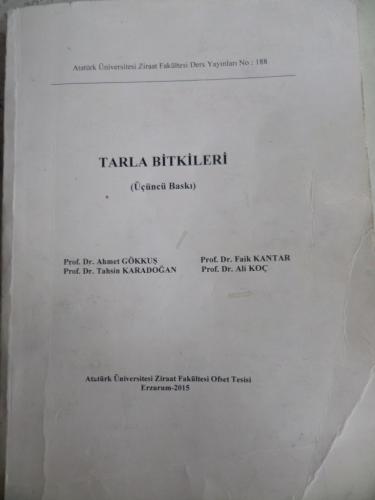 Atatürk Üniversitesi Ziraat Fakültesi Ders Yayınları No.: 188
TARLA BİTKİLERİ
(Üçüncü Baskı)
Prof. Dr. Ahmet GÖKKUŞ Prof. Dr. Faik KANTAR
Prof. Dr. Tahsin KARADOĞAN Prof. Dr. Ali KOÇ
Atatürk Üniversitesi Ziraat Fakültesi Ofset Tesisi
Erzurum-2015